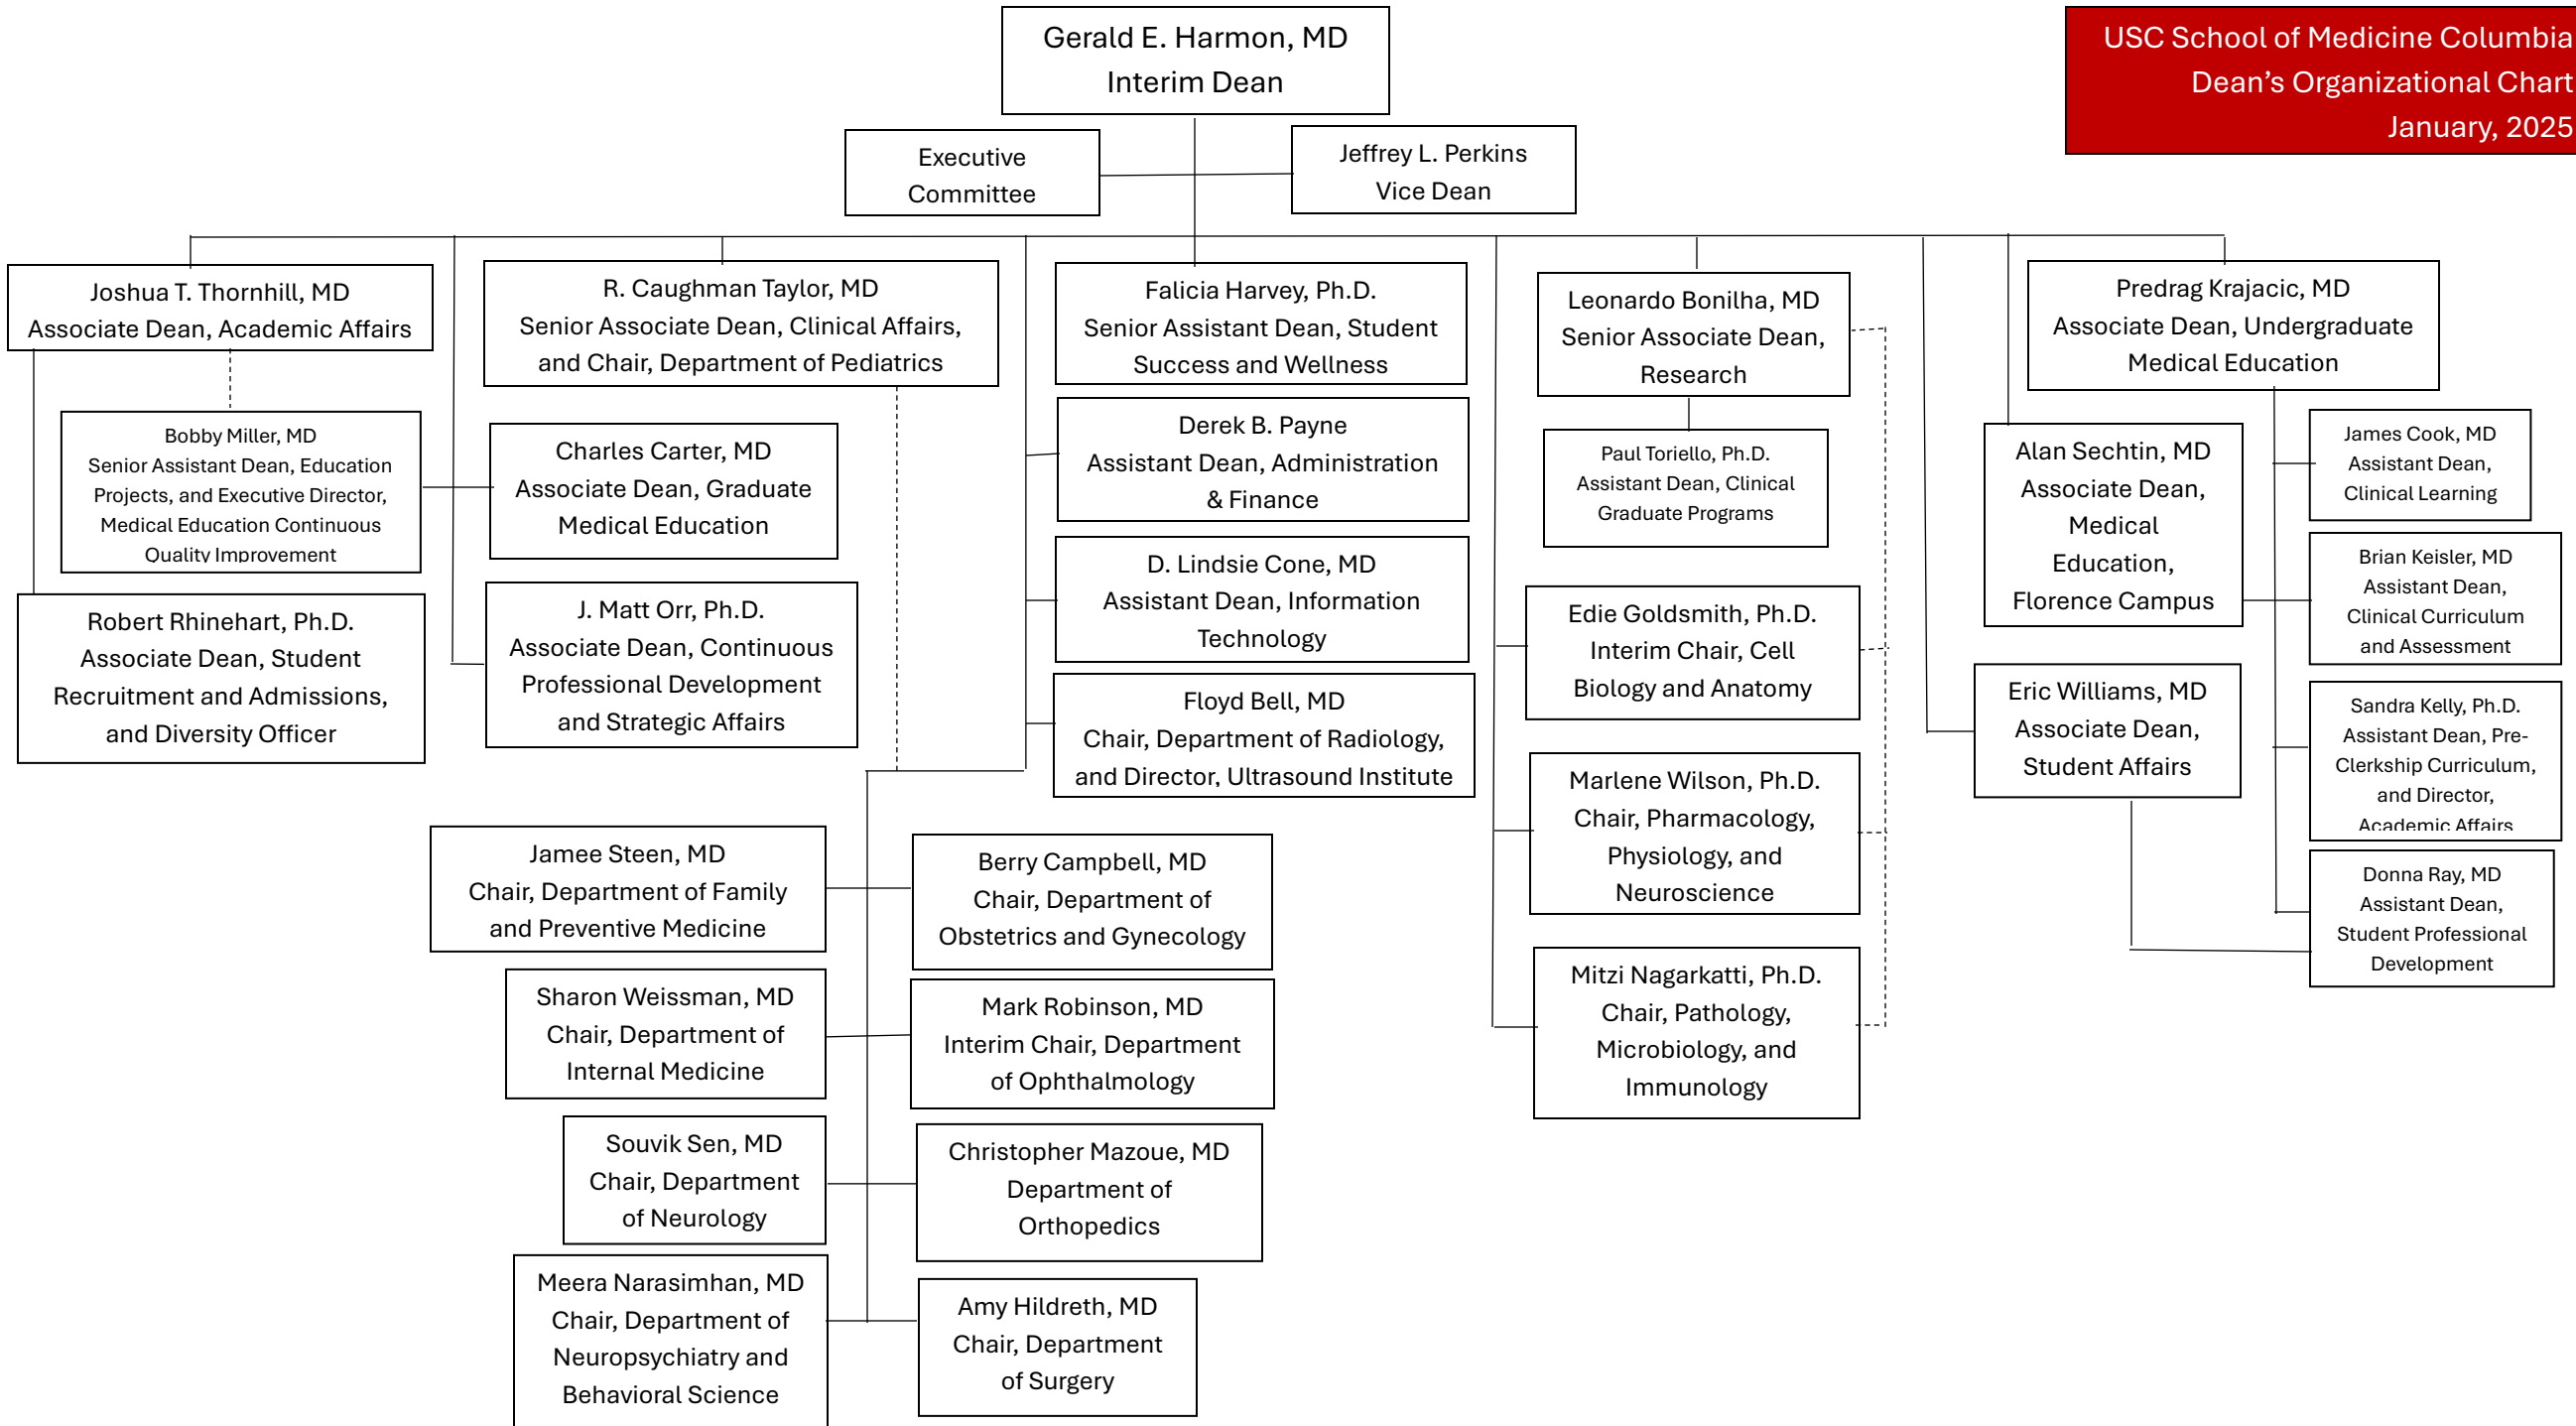 Gerald E. Harmon, MD
Interim Dean
USC School of Medicine Columbia
Dean’s Organizational Chart
January, 2025
Executive
Committee
Jeffrey L. Perkins
Vice Dean
Joshua T. Thornhill, MD
Associate Dean, Academic Affairs
R. Caughman Taylor, MD
Senior Associate Dean, Clinical Affairs,
and Chair, Department of Pediatrics
Falicia Harvey, Ph.D.
Senior Assistant Dean, Student
Success and Wellness
Leonardo Bonilha, MD
Senior Associate Dean,
Research
Predrag Krajacic, MD
Associate Dean, Undergraduate
Medical Education
Bobby Miller, MD
Senior Assistant Dean, Education
Projects, and Executive Director,
Medical Education Continuous
Quality Improvement
Charles Carter, MD
Associate Dean, Graduate
Medical Education
Derek B. Payne
Assistant Dean, Administration
& Finance
Paul Toriello, Ph.D.
Assistant Dean, Clinical
Graduate Programs
Alan Sechtin, MD
Associate Dean,
Medical
Education,
Florence Campus
James Cook, MD
Assistant Dean,
Clinical Learning
Robert Rhinehart, Ph.D.
Associate Dean, Student
Recruitment and Admissions,
and Diversity Officer
J. Matt Orr, Ph.D.
Associate Dean, Continuous
Professional Development
and Strategic Affairs
D. Lindsie Cone, MD
Assistant Dean, Information
Technology
Edie Goldsmith, Ph.D.
Interim Chair, Cell
Biology and Anatomy
Brian Keisler, MD
Assistant Dean,
Clinical Curriculum
and Assessment
Floyd Bell, MD
Chair, Department of Radiology,
and Director, Ultrasound Institute
Eric Williams, MD
Associate Dean,
Student Affairs
Sandra Kelly, Ph.D.
Assistant Dean, Pre-
Clerkship Curriculum,
and Director,
Academic Affairs
Marlene Wilson, Ph.D.
Chair, Pharmacology,
Physiology, and
Neuroscience
Jamee Steen, MD
Chair, Department of Family
and Preventive Medicine
Berry Campbell, MD
Chair, Department of
Obstetrics and Gynecology
Donna Ray, MD
Assistant Dean,
Student Professional
Development
Sharon Weissman, MD
Chair, Department of
Internal Medicine
Mark Robinson, MD
Interim Chair, Department
of Ophthalmology
Mitzi Nagarkatti, Ph.D.
Chair, Pathology,
Microbiology, and
Immunology
Souvik Sen, MD
Chair, Department
of Neurology
Christopher Mazoue, MD
Department of
Orthopedics
Meera Narasimhan, MD
Chair, Department of
Neuropsychiatry and
Behavioral Science
Amy Hildreth, MD
Chair, Department
of Surgery